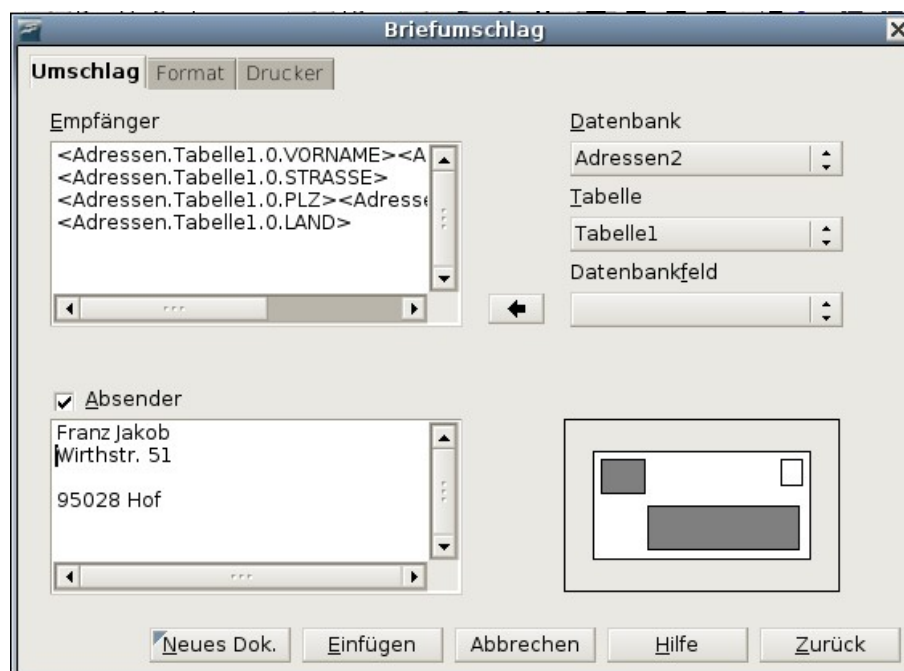 Briefumschlag
Umschlag Format Drucker
Empfänger
<Adressen.Tabelle1.0.VORNAME><A
<Adressen.Tabelle1.0.STRASSE>
<Adressen.Tabelle1.0.PLZ><Adresse
<Adressen.Tabelle1.0.LAND>
Datenbank
Adressen2
Tabelle
Tabelle1
Datenbankfeld
Absender
Franz Jakob
Wirthstr. 51
95028 Hof
Neues Dok. Einfügen Abbrechen Hilfe Zurück